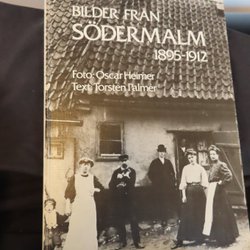 BILDER FRÅN
SÖDERMALM
1895-1912
Foto: Oscar Heimer
Text: Torsten Palmér